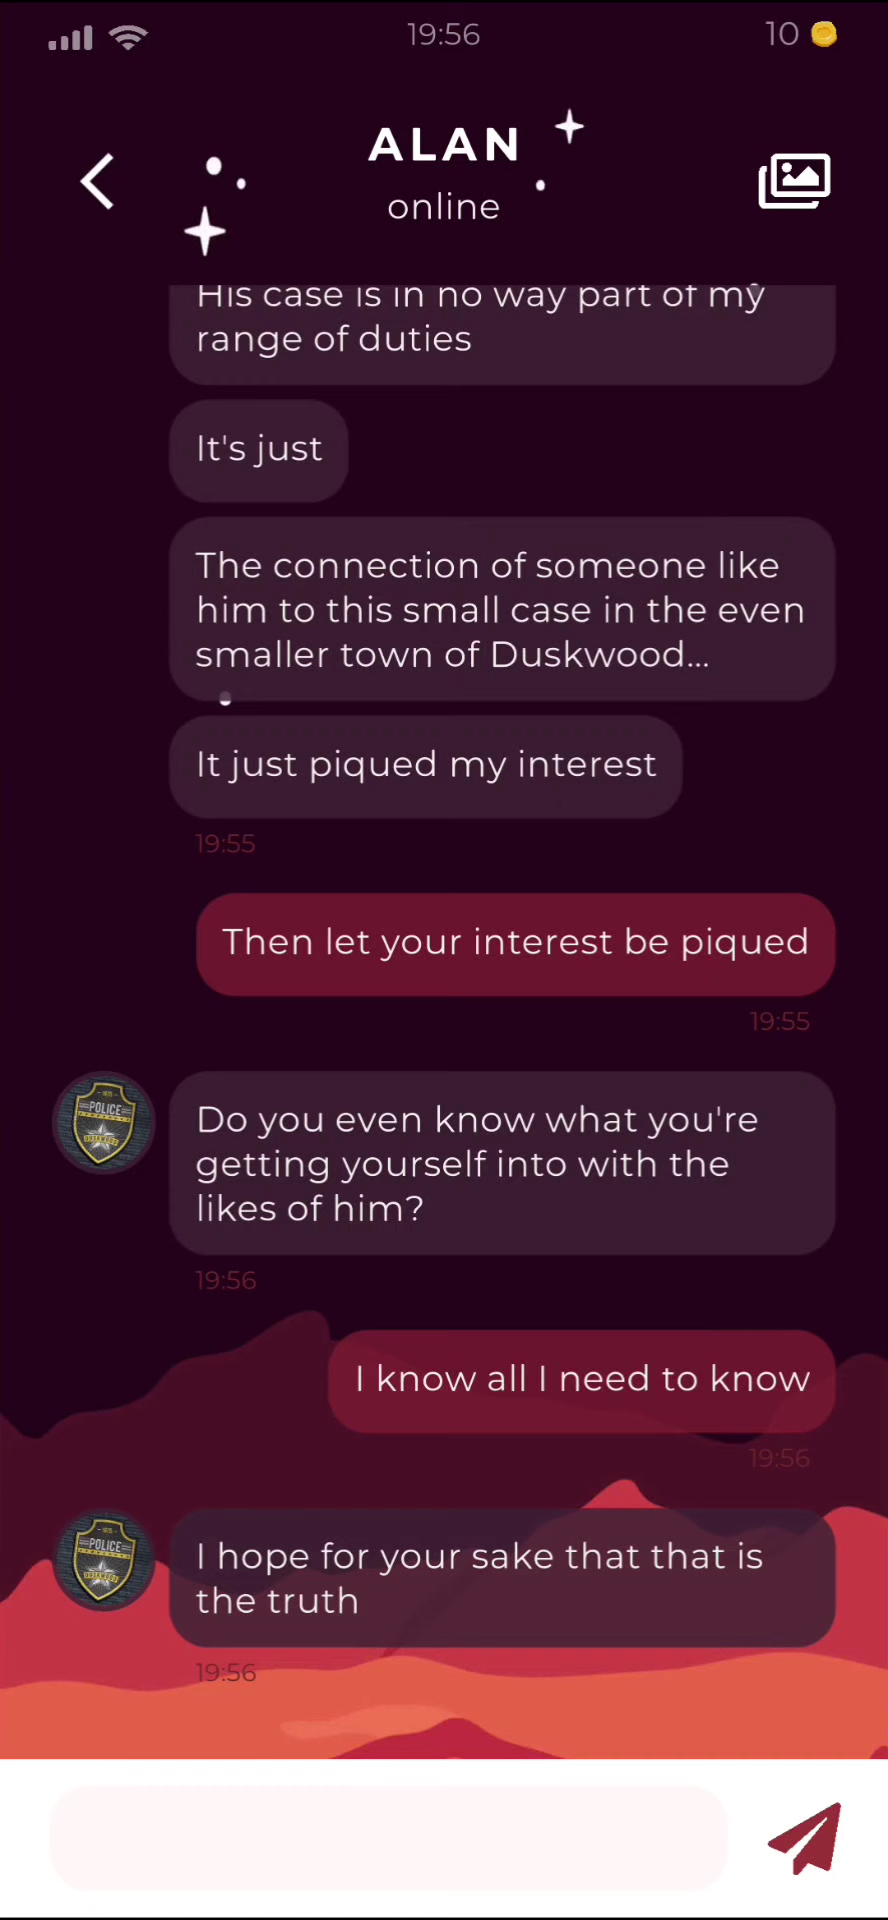 19:56
10
ALAN
online
His case is in no way part of my
range of duties
It's just
The connection of someone like
him to this small case in the even
smaller town of Duskwood...
It just piqued my interest
19:55
Then let your interest be piqued
19:55
POLICE
Do you even know what you're
getting yourself into with the
likes of him?
19:56
I know all I need to know
19:56
POLICE
I hope for your sake that that is
the truth
19:56